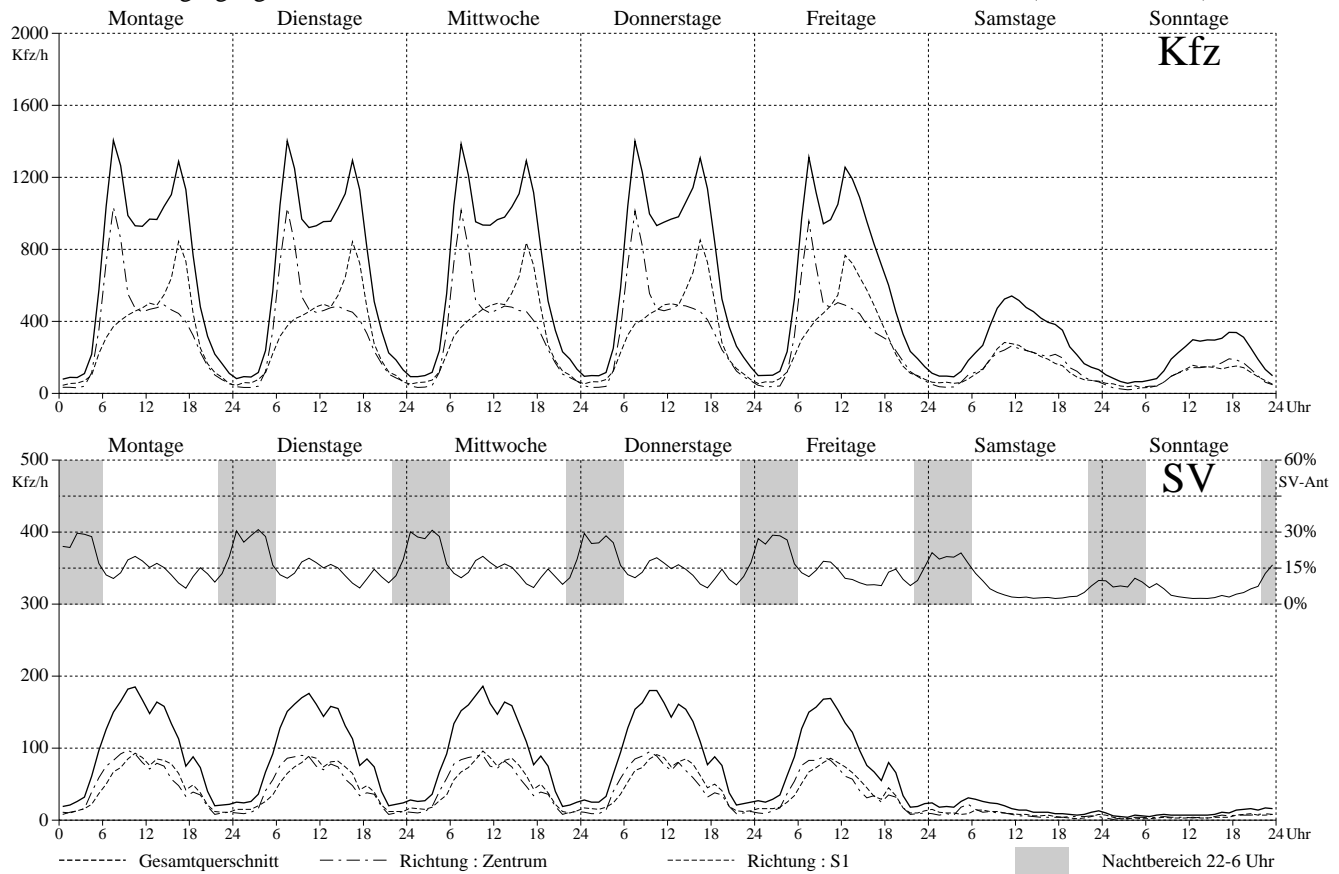 Montage Dienstage Mittwoche Donnerstage Freitage Samstage Sonntage
2000
Kfz/h
Kfz
1600
1200
800
400
0
0 6 12 18 24 6 12 18 24 6 12 18 24 6 12 18 24 6 12 18 24 6 12 18 24 6 12 18 24 Uhr
Montage Dienstage Mittwoche Donnerstage Freitage Samstage Sonntage
500 60%
Kfz/h SV-Ant
SV
400 30%
15%
300 0%
200
100
0
0 6 12 18 24 6 12 18 24 6 12 18 24 6 12 18 24 6 12 18 24 6 12 18 24 6 12 18 24 Uhr
Gesamtquerschnitt Richtung : Zentrum Richtung : S1 Nachtbereich 22-6 Uhr